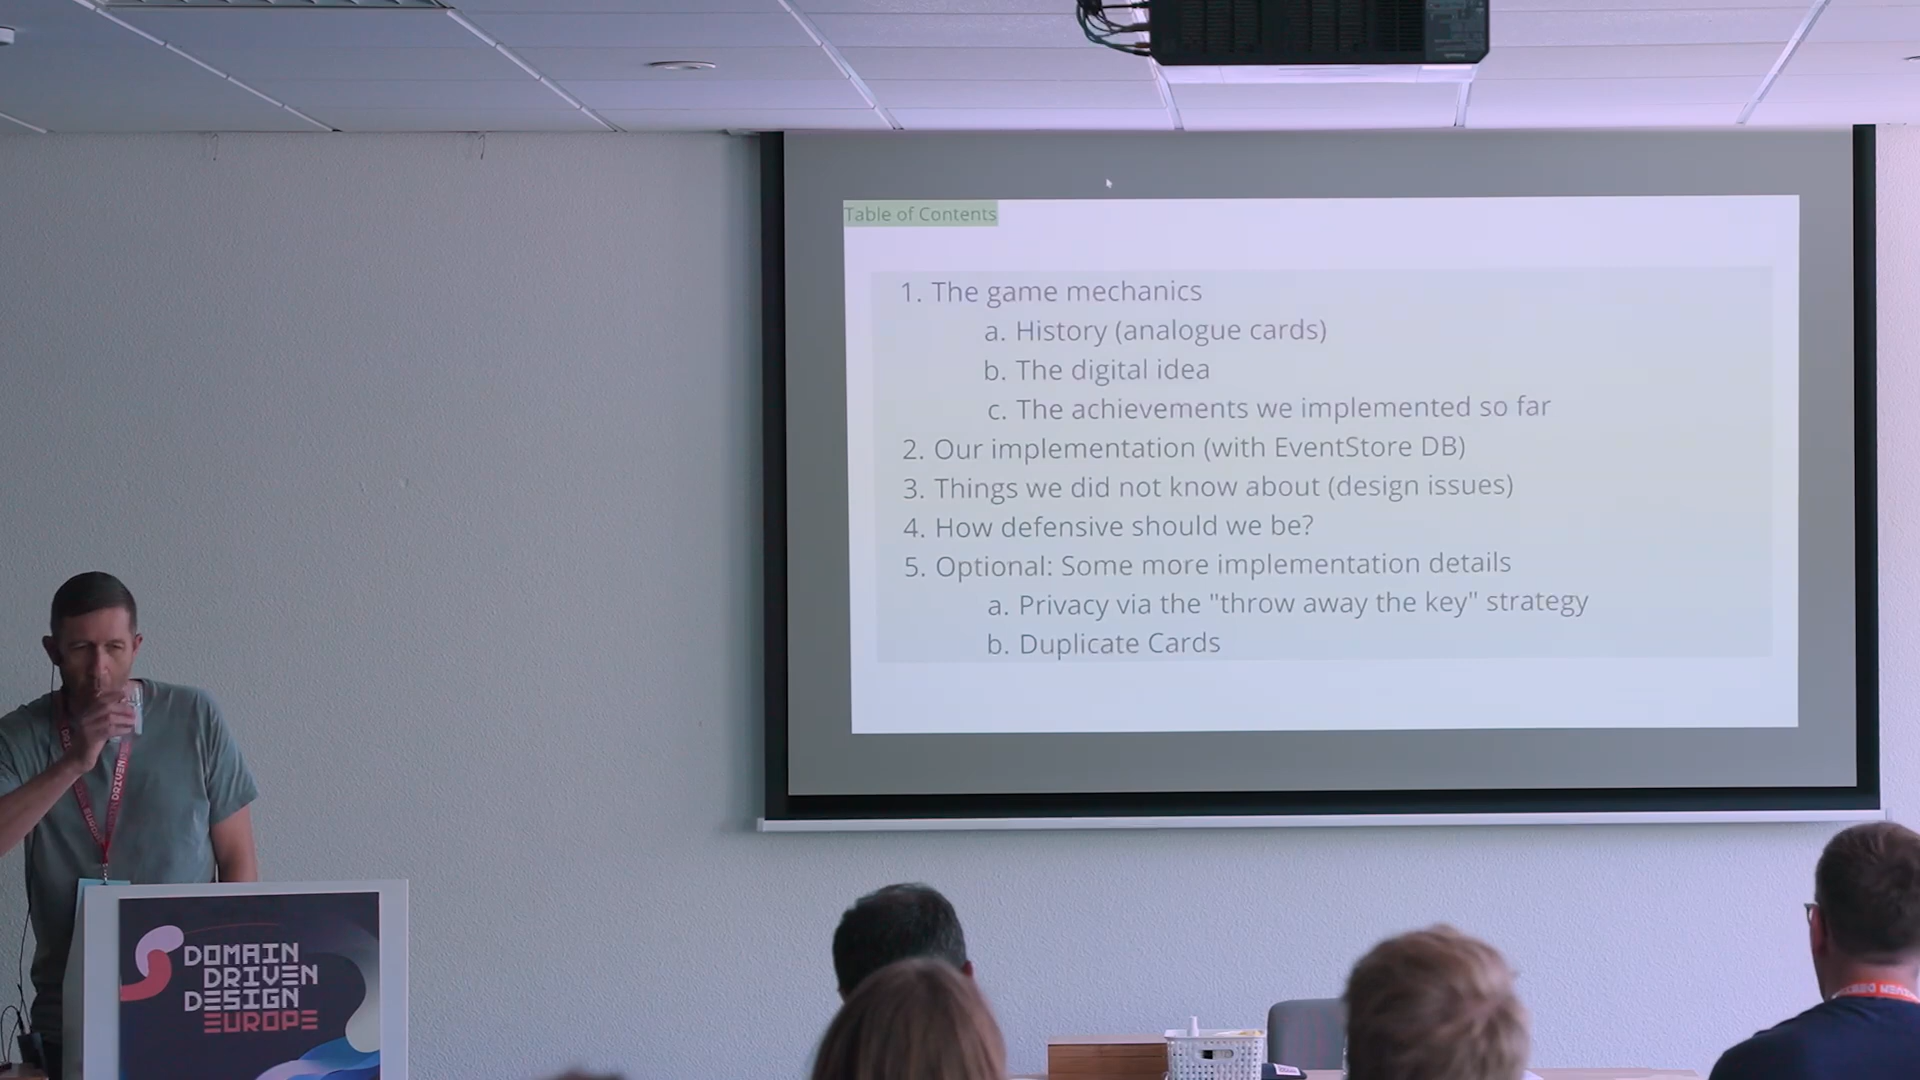 Table of Contents
1. The game mechanics
a. History (analogue cards)
b. The digital idea
c. The achievements we implemented so far
2. Our implementation (with EventStore DB)
3. Things we did not know about (design issues)
4. How defensive should we be?
5. Optional: Some more implementation details
a. Privacy via the "throw away the key" strategy
b. Duplicate Cards
DRIVEN
DOMAIN
DRIVEN
DESIGN
EUROPE